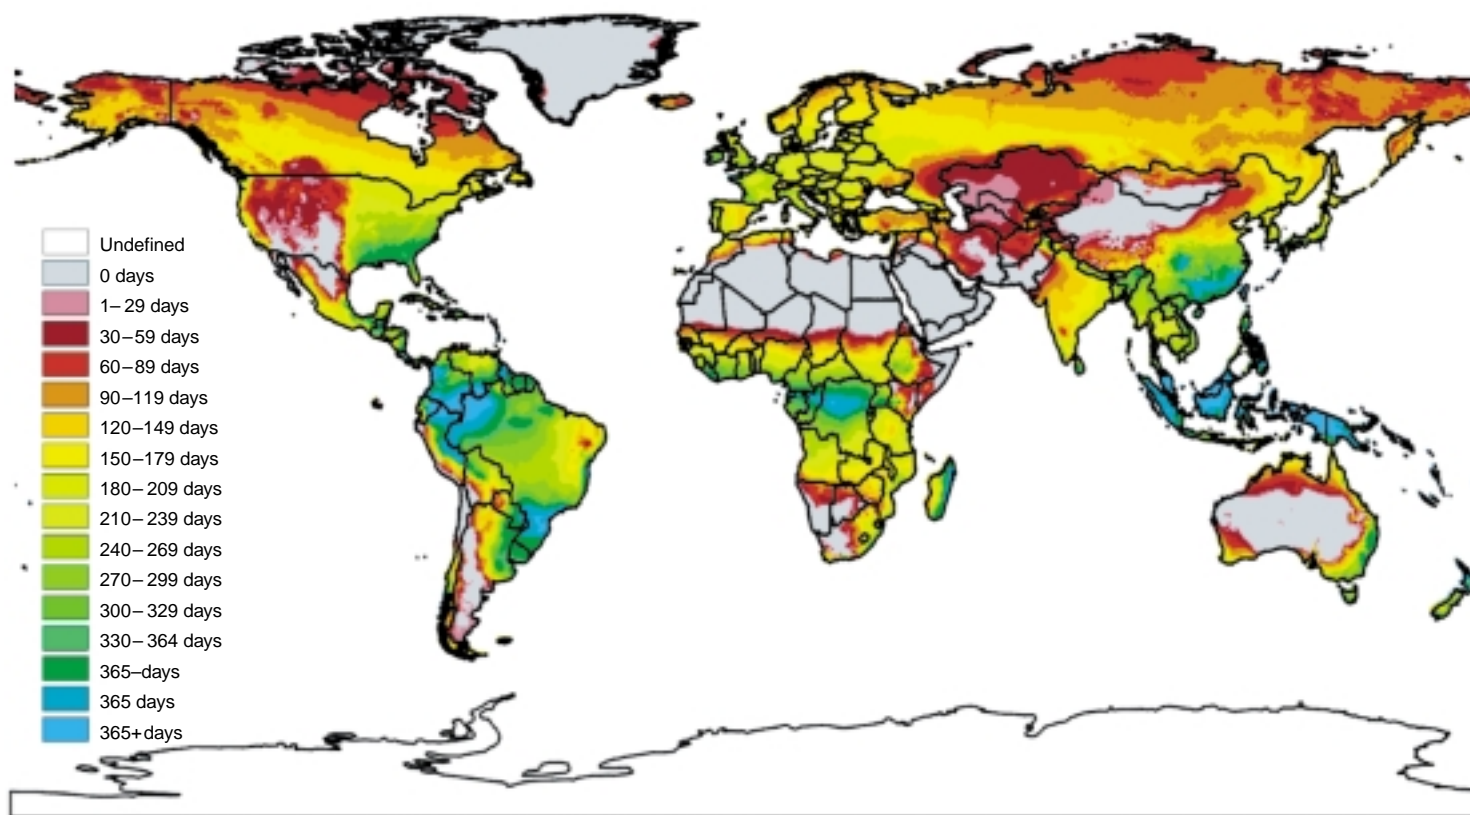 Undefined
0 days
1–29 days
30–59 days
60–89 days
90–119 days
120–149 days
150–179 days
180–209 days
210–239 days
240–269 days
270–299 days
300–329 days
330–364 days
365–days
365 days
365+days